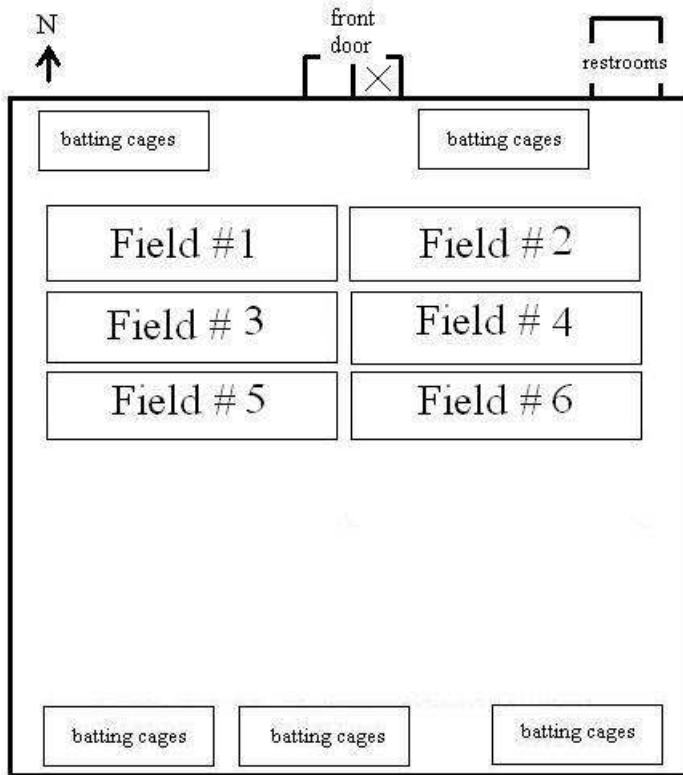 N
front
door
restrooms
batting cages
batting cages
Field #1
Field #2
Field # 3
Field # 4
Field # 5
Field # 6
batting cages
batting cages
batting cages